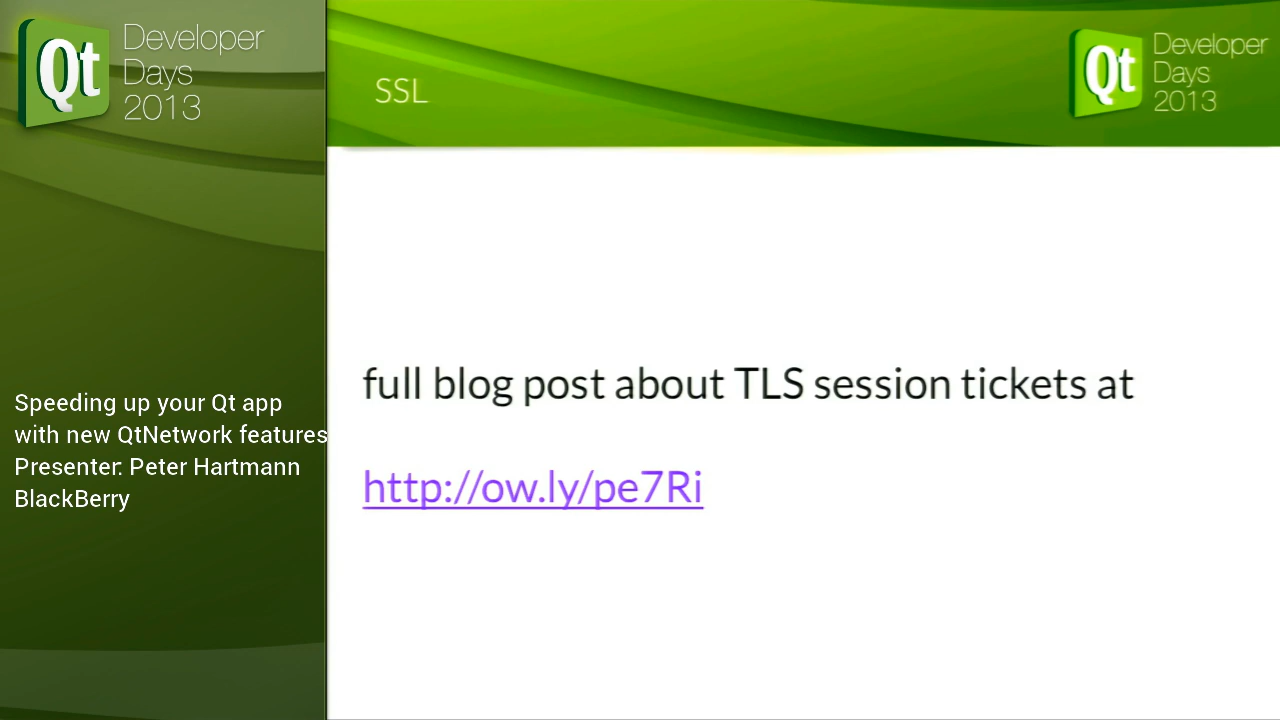 Qt
Developer
Days
2013
Speeding up your Qt app
with new QtNetwork features
Presenter: Peter Hartmann
BlackBerry
SSL
Qt
Developer
Days
2013
full blog post about TLS session tickets at
http://ow.ly/pe7Ri